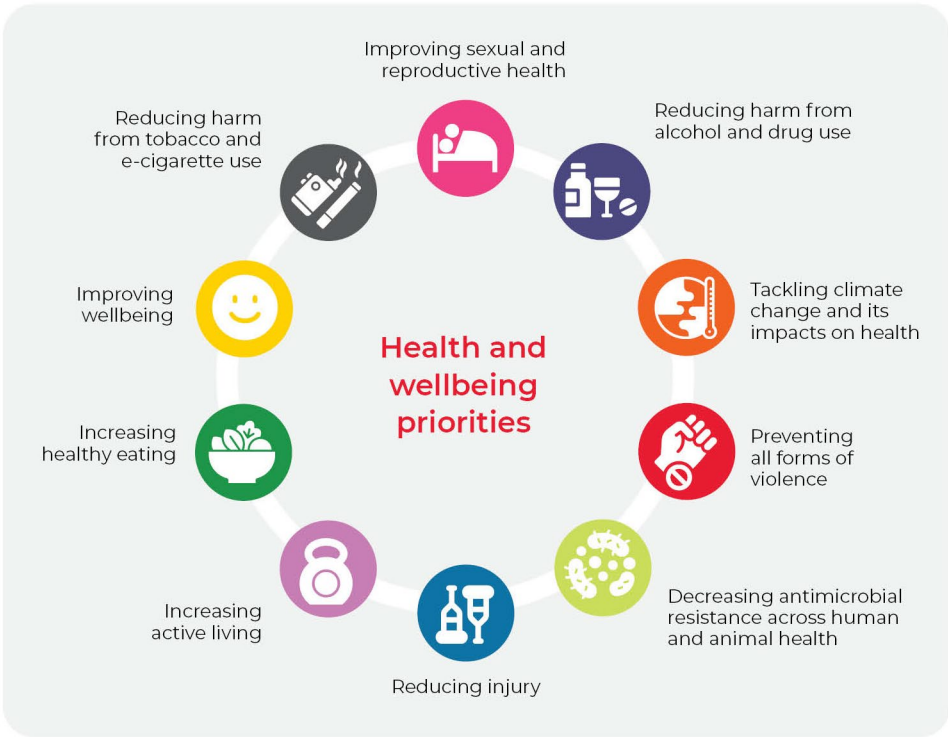 Improving sexual and
reproductive health
Reducing harm from
alcohol and drug use
Tackling climate
change and its
impacts on health
Preventing
all forms of
violence
Decreasing antimicrobial
resistance across human
and animal health
Reducing injury
Increasing
active living
Increasing
healthy eating
Improving
wellbeing
Reducing harm
from tobacco and
e-cigarette use
Health and
wellbeing
priorities